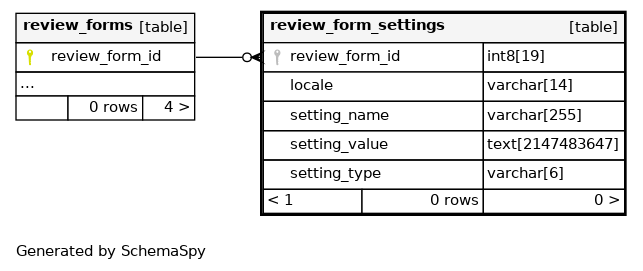 review_forms [table]
review_form_id
...
0 rows 4 >
review_form_settings [table]
review_form_id int8[19]
locale varchar[14]
setting_name varchar[255]
setting_value text[2147483647]
setting_type varchar[6]
< 1 0 rows 0 >
Generated by SchemaSpy